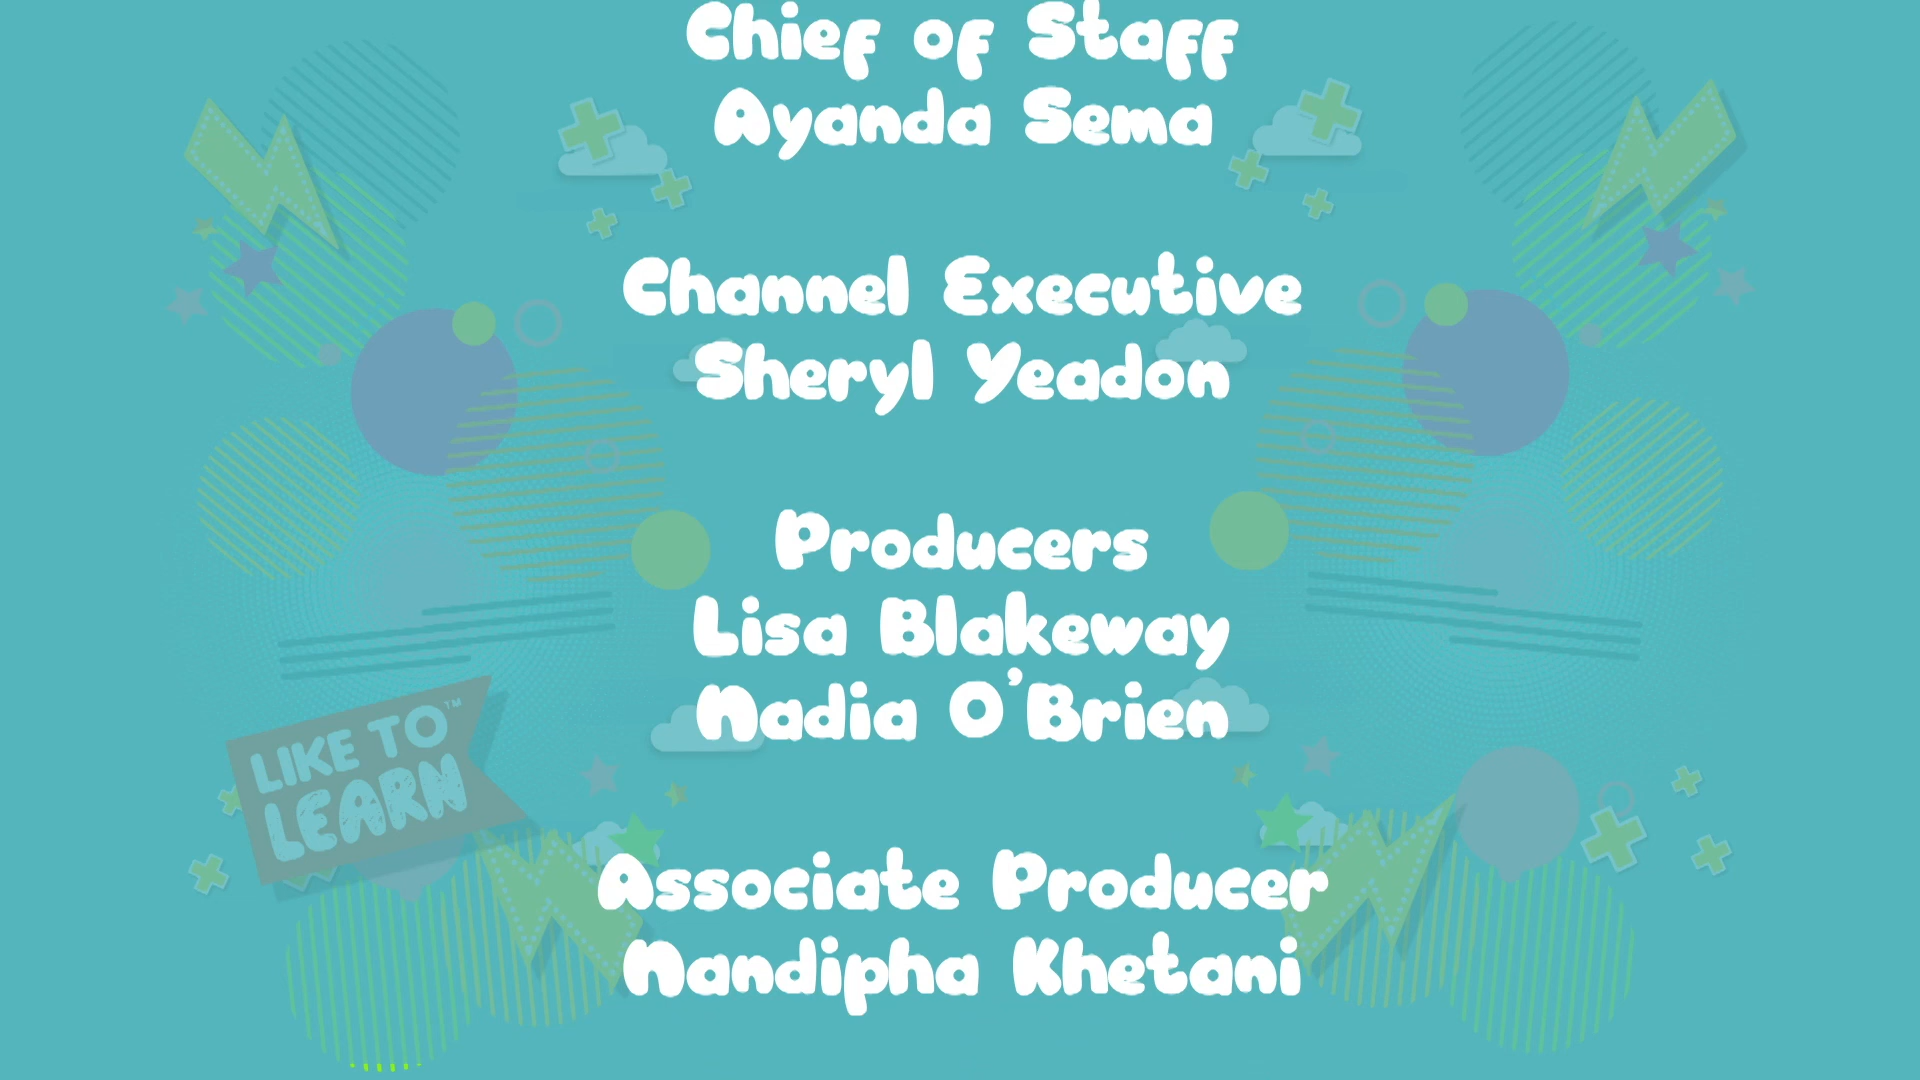 Chief of Staff
Ayanda Sema
Channel Executive
Sheryl Yeadon
Producers
Lisa Blakeway
Nadia O'Brien
LIKE TO™
LEARN
Associate Producer
Nandipha Khetani